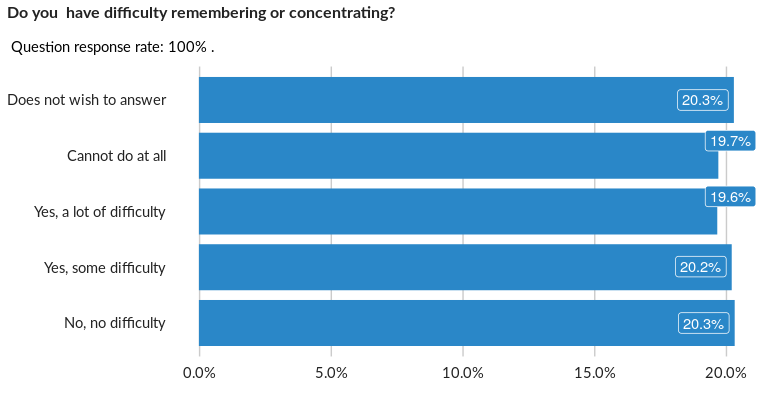 Do you  have difficulty remembering or concentrating?
Question response rate: 100% .
Does not wish to answer 20.3%
Cannot do at all 19.7%
Yes, a lot of difficulty 19.6%
Yes, some difficulty 20.2%
No, no difficulty 20.3%
0.0% 5.0% 10.0% 15.0% 20.0%